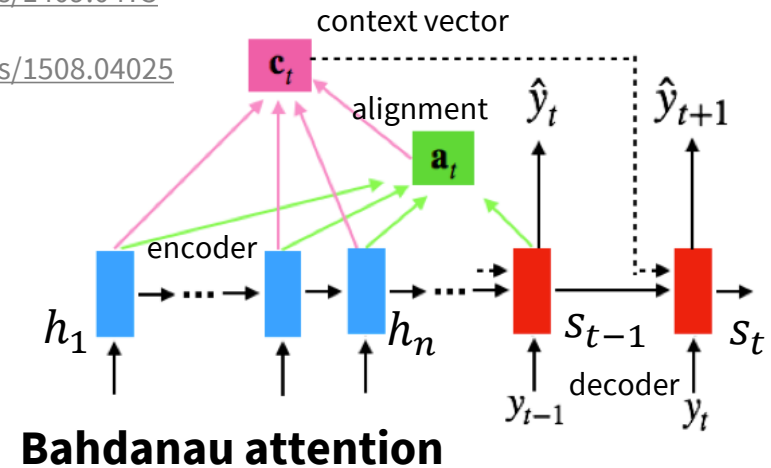 s/1508.04025
context vector
c_t
alignment
a_t
ŷ_t
ŷ_{t+1}
encoder
...
...
h_1
h_n
s_{t-1}
s_t
decoder
y_{t-1}
y_t
Bahdanau attention